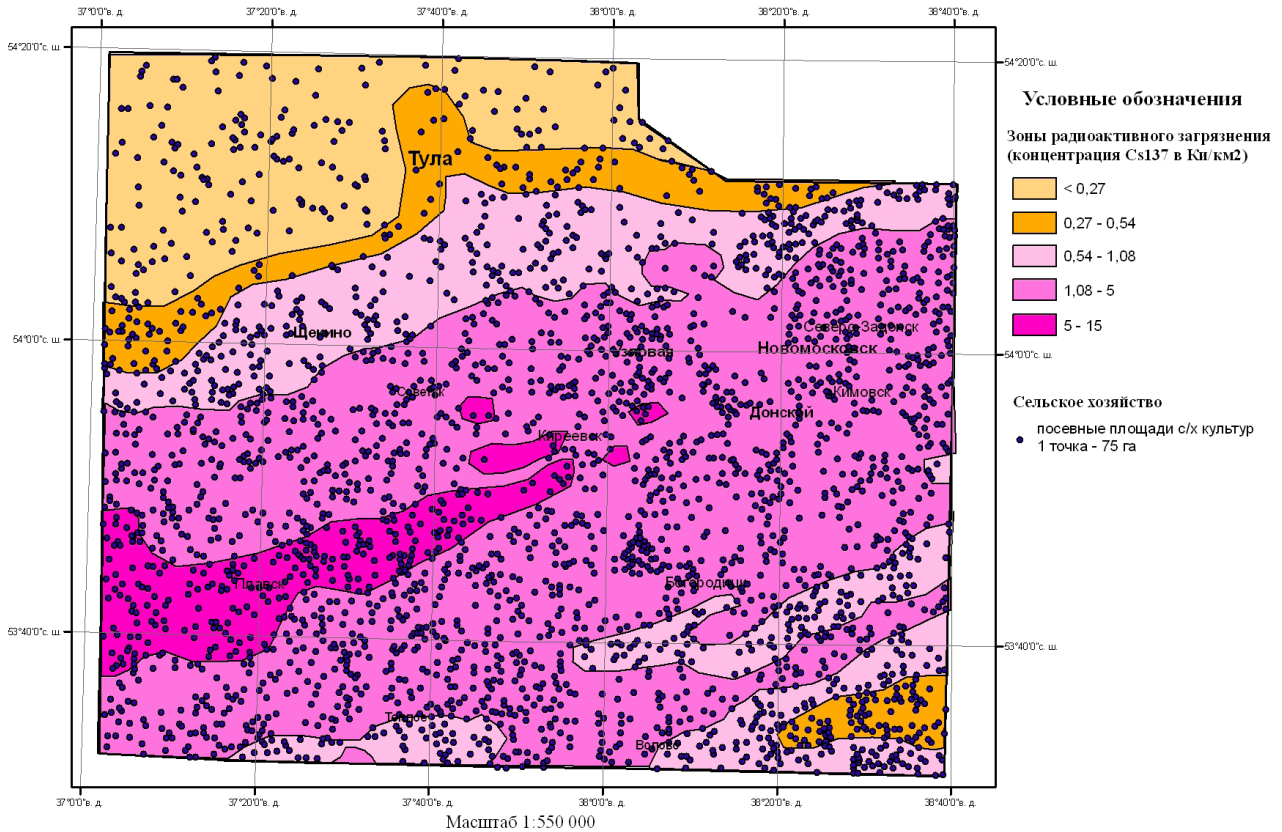 37°0'0"в. д.
37°20'0"в. д.
37°40'0"в. д.
38°0'0"в. д.
38°20'0"в. д.
38°40'0"в. д.
54°20'0"с. ш.
54°20'0"с. ш.
Условные обозначения
Зоны радиоактивного загрязнения
(концентрация Cs137 в Ки/км2)
< 0,27
0,27 - 0,54
0,54 - 1,08
1,08 - 5
5 - 15
Сельское хозяйство
посевные площади с/х культур
1 точка - 75 га
Тула
Щекино
Северо-Задонск
54°0'0"с. ш.
Узловая
Новомосковск
54°0'0"с. ш.
Советск
Кимовск
Донской
Киреевск
Плавск
Богородицк
53°40'0"с. ш.
53°40'0"с. ш.
Теплое
Волово
37°0'0"в. д.
37°20'0"в. д.
37°40'0"в. д.
38°0'0"в. д.
38°20'0"в. д.
38°40'0"в. д.
Масштаб 1:550 000